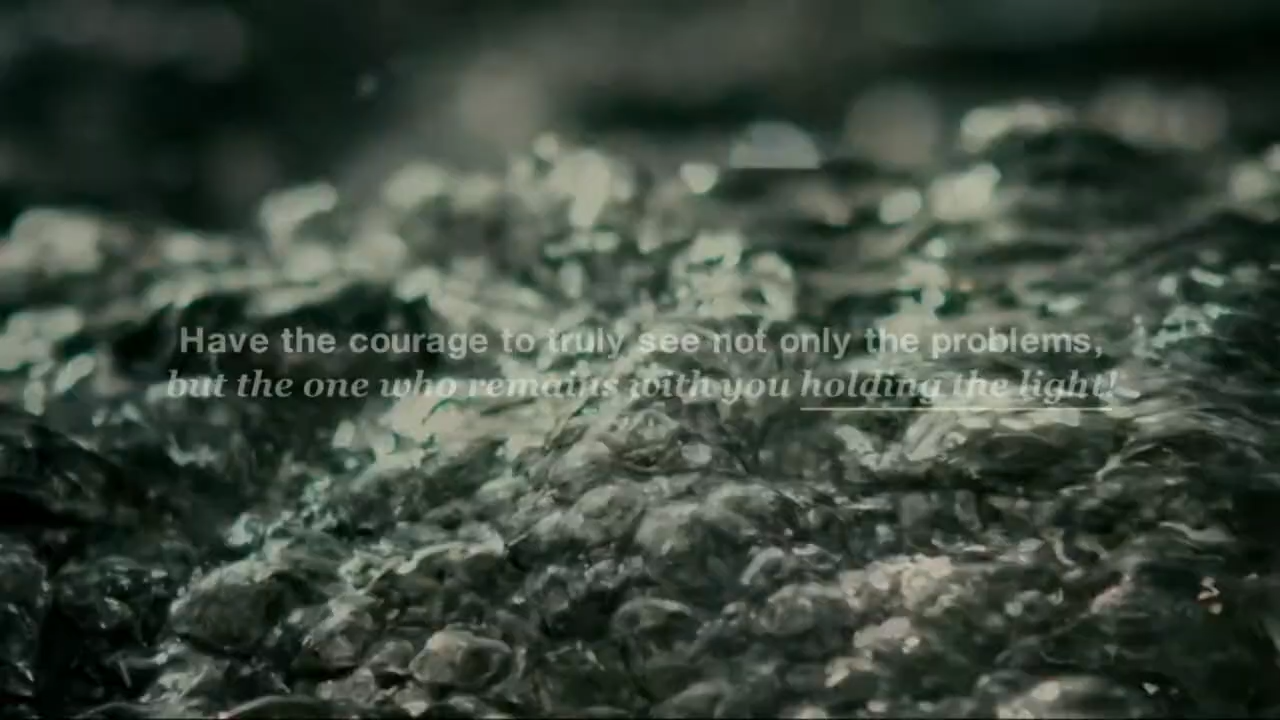 Have the courage to truly see not only the problems,
but the one who remains with you holding the light!